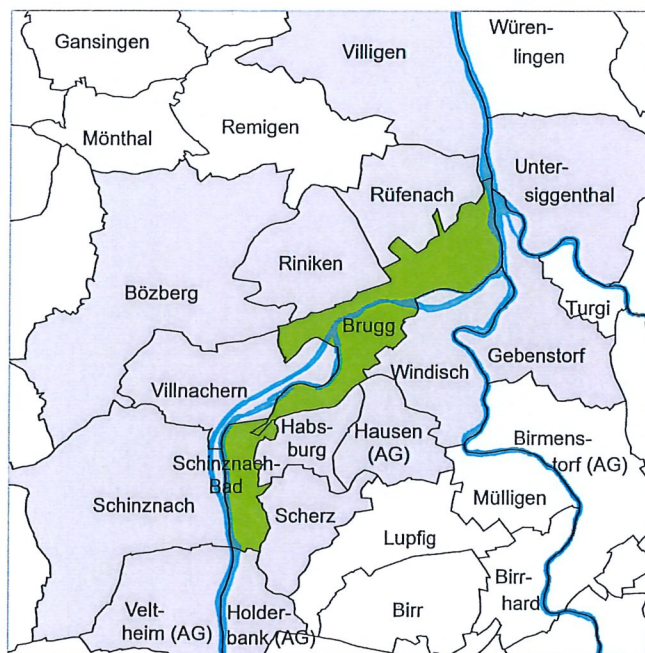 Gansingen
Villigen
Würen-
lingen
Mönthal
Remigen
Rüfenach
Unter-
siggenthal
Riniken
Bözberg
Turgi
Brugg
Gebenstorf
Windisch
Villnachern
Habs-
burg
Hausen
(AG)
Birmens-
torf (AG)
Schinznach-
Bad
Schinznach
Mülligen
Scherz
Lupfig
Birr-
hard
Velt-
heim (AG)
Holder-
bank (AG)
Birr